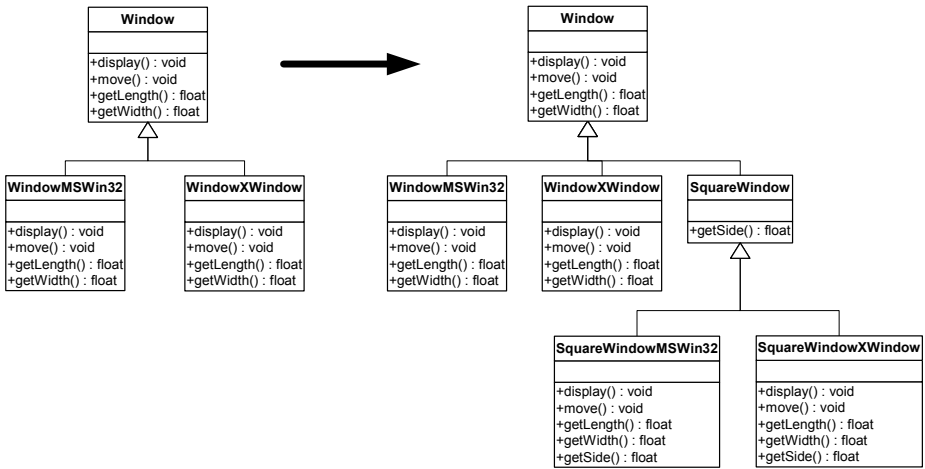 Window
+display() : void
+move() : void
+getLength() : float
+getWidth() : float
WindowMSWin32
+display() : void
+move() : void
+getLength() : float
+getWidth() : float
WindowXWindow
+display() : void
+move() : void
+getLength() : float
+getWidth() : float
Window
+display() : void
+move() : void
+getLength() : float
+getWidth() : float
WindowMSWin32
+display() : void
+move() : void
+getLength() : float
+getWidth() : float
WindowXWindow
+display() : void
+move() : void
+getLength() : float
+getWidth() : float
SquareWindow
+getSide() : float
SquareWindowMSWin32
+display() : void
+move() : void
+getLength() : float
+getWidth() : float
+getSide() : float
SquareWindowXWindow
+display() : void
+move() : void
+getLength() : float
+getWidth() : float
+getSide() : float